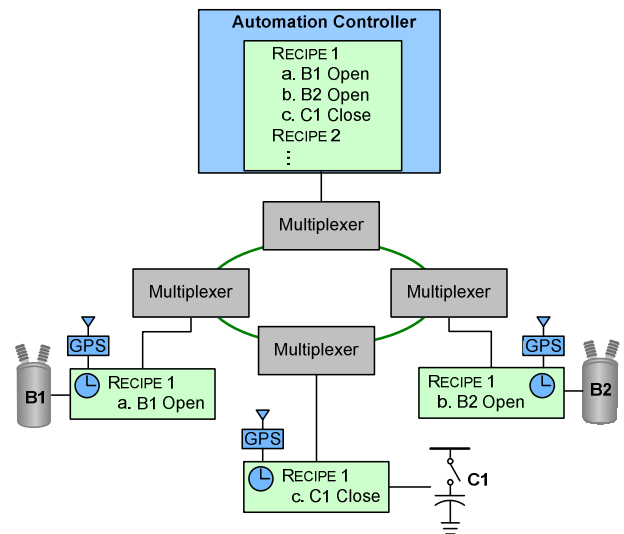 Automation Controller
RECIPE 1
a. B1 Open
b. B2 Open
c. C1 Close
RECIPE 2
⋮
Multiplexer
Multiplexer
Multiplexer
Multiplexer
GPS
B1
RECIPE 1
a. B1 Open
GPS
RECIPE 1
b. B2 Open
B2
GPS
RECIPE 1
c. C1 Close
C1